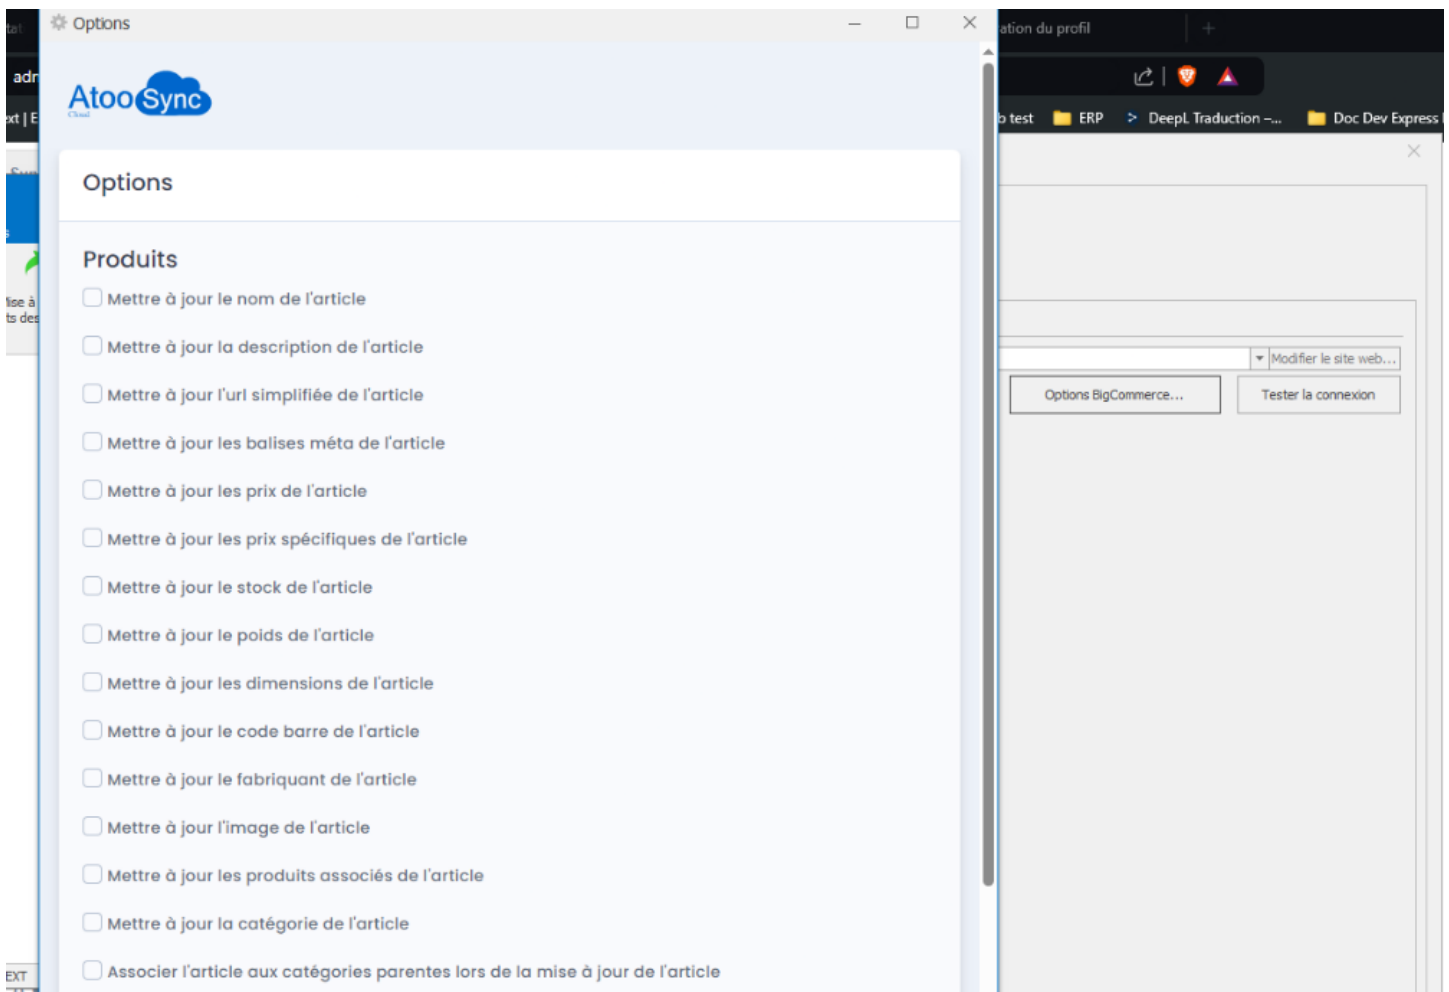 Options
ation du profil
AtooSync
Cloud
b test
ERP
DeepL Traduction –...
Doc Dev Express
Options
Produits
Mettre à jour le nom de l'article
Mettre à jour la description de l'article
Mettre à jour l'url simplifiée de l'article
Mettre à jour les balises méta de l'article
Mettre à jour les prix de l'article
Mettre à jour les prix spécifiques de l'article
Mettre à jour le stock de l'article
Mettre à jour le poids de l'article
Mettre à jour les dimensions de l'article
Mettre à jour le code barre de l'article
Mettre à jour le fabriquant de l'article
Mettre à jour l'image de l'article
Mettre à jour les produits associés de l'article
Mettre à jour la catégorie de l'article
Associer l'article aux catégories parentes lors de la mise à jour de l'article
Modifier le site web...
Options BigCommerce...
Tester la connexion